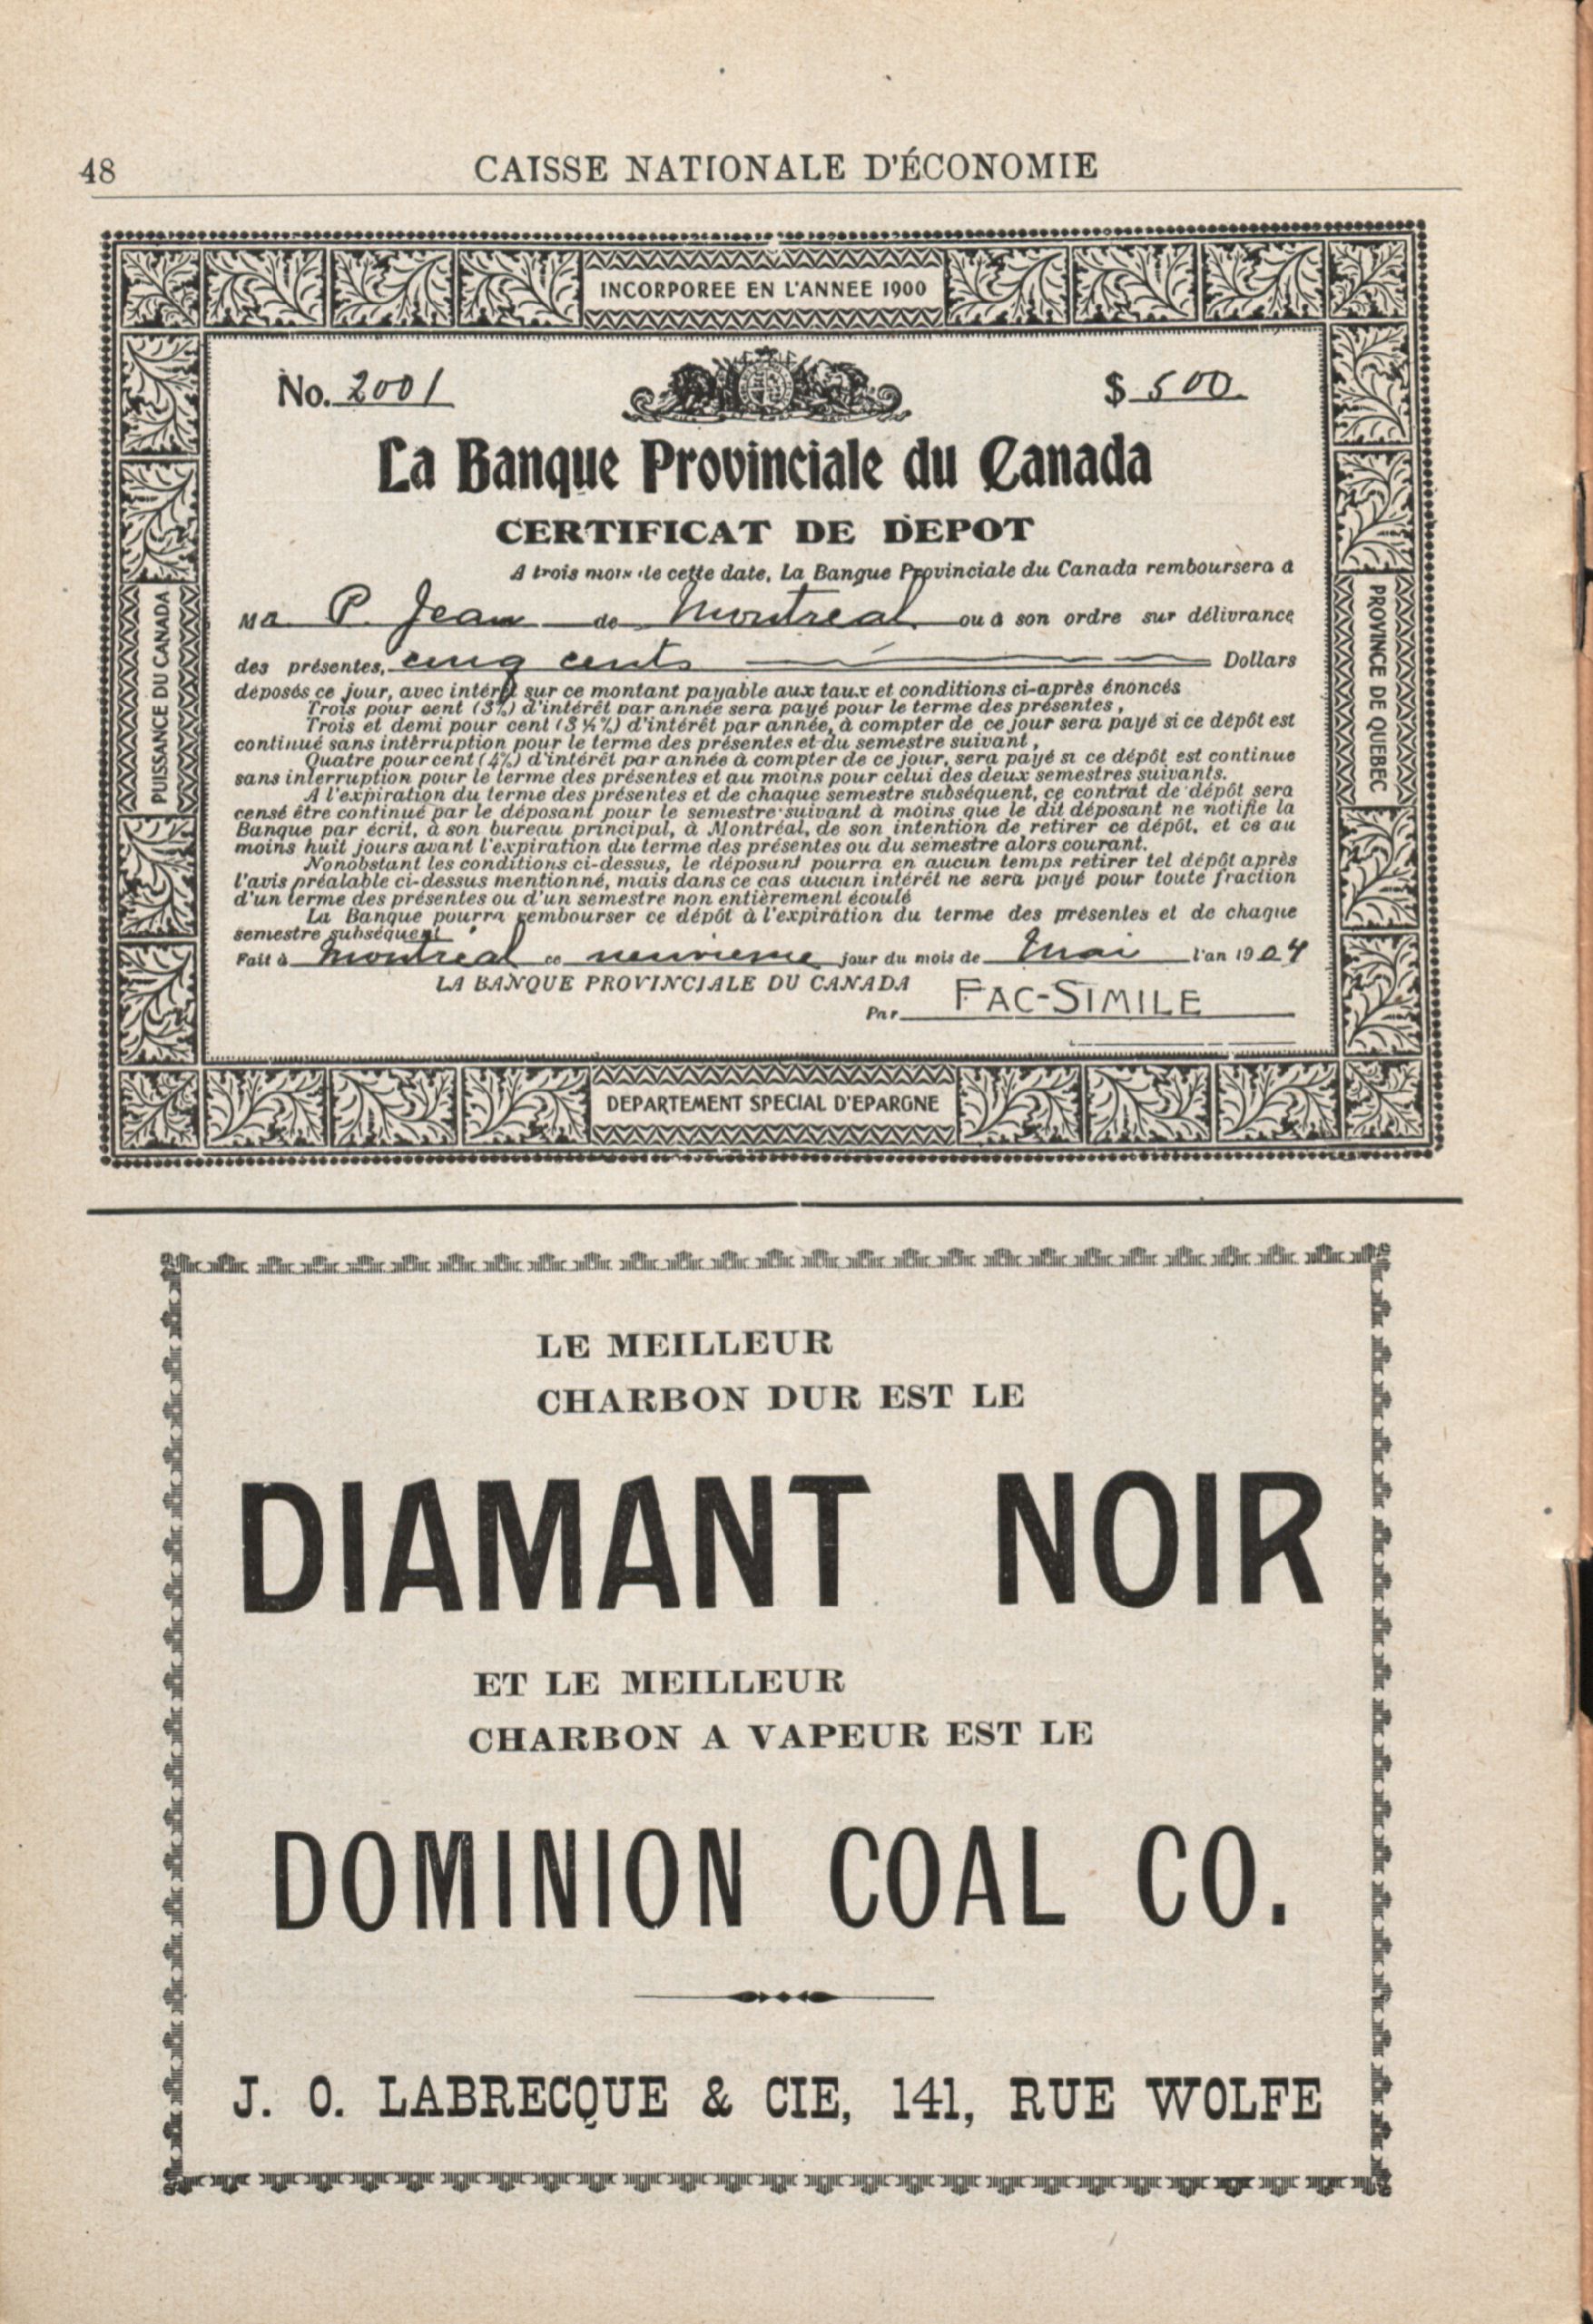 48
CAISSE NATIONALE D'ÉCONOMIE
INCORPOREE EN L'ANNEE 1900
No. 2001
$ 500
La Banque Provinciale du Canada
CERTIFICAT DE DEPOT
A trois mois de cette date, La Banque Provinciale du Canada remboursera à
P. Jean de Montreal ou à son ordre sur délivrance
des présentes, cinq cents Dollars
déposés ce jour, avec intérêt sur ce montant payable aux taux et conditions ci-après énoncés
Trois pour cent (3%) d'intérêt par année sera payé pour le terme des présentes,
Trois et demi pour cent (3 ½%) d'intérêt par année, à compter de ce jour sera payé si ce dépôt est
continué sans intèrruption pour le terme des présentes et du semestre suivant,
Quatre pour cent (4%) d'intérêt par année à compter de ce jour, sera payé si ce dépôt est continue
sans interruption pour le terme des présentes et au moins pour celui des deux semestres suivants.
A l'expiration du terme des présentes et de chaque semestre subséquent, ce contrat de dépôt sera
censé être continué par le déposant pour le semestre suivant à moins que le dit déposant ne notifie la
Banque par écrit, à son bureau principal, à Montréal, de son intention de retirer ce dépôt, et ce au
moins huit jours avant l'expiration du terme des présentes ou du semestre alors courant.
Nonobstant les conditions ci-dessus, le déposant pourra en aucun temps retirer tel dépôt après
l'avis préalable ci-dessus mentionné, mais dans ce cas aucun intérêt ne sera payé pour toute fraction
d'un terme des présentes ou d'un semestre non entièrement écoulé
La Banque pourra rembourser ce dépôt à l'expiration du terme des présentes et de chaque
semestre subséquent
Fait à Montreal ce neuvieme jour du mois de Mai l'an 1904
LA BANQUE PROVINCIALE DU CANADA
Par FAC-SIMILE
PUISSANCE DU CANADA
PROVINCE DE QUEBEC
DEPARTEMENT SPECIAL D'EPARGNE
LE MEILLEUR
CHARBON DUR EST LE
DIAMANT NOIR
ET LE MEILLEUR
CHARBON A VAPEUR EST LE
DOMINION COAL CO.
J. O. LABRECQUE & CIE, 141, RUE WOLFE